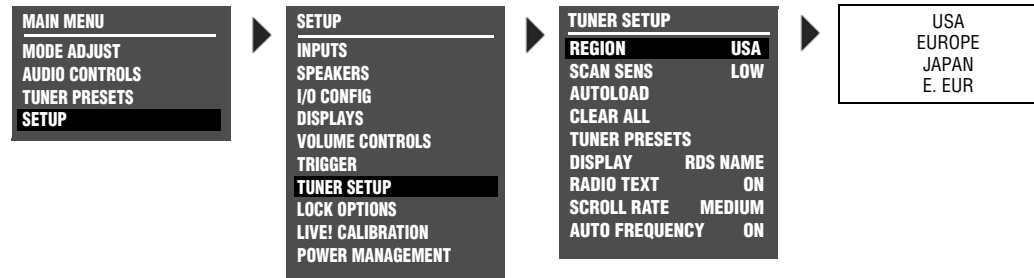 MAIN MENU
MODE ADJUST
AUDIO CONTROLS
TUNER PRESETS
SETUP
SETUP
INPUTS
SPEAKERS
I/O CONFIG
DISPLAYS
VOLUME CONTROLS
TRIGGER
TUNER SETUP
LOCK OPTIONS
LIVE! CALIBRATION
POWER MANAGEMENT
TUNER SETUP
REGION USA
SCAN SENS LOW
AUTOLOAD
CLEAR ALL
TUNER PRESETS
DISPLAY RDS NAME
RADIO TEXT ON
SCROLL RATE MEDIUM
AUTO FREQUENCY ON
USA
EUROPE
JAPAN
E. EUR